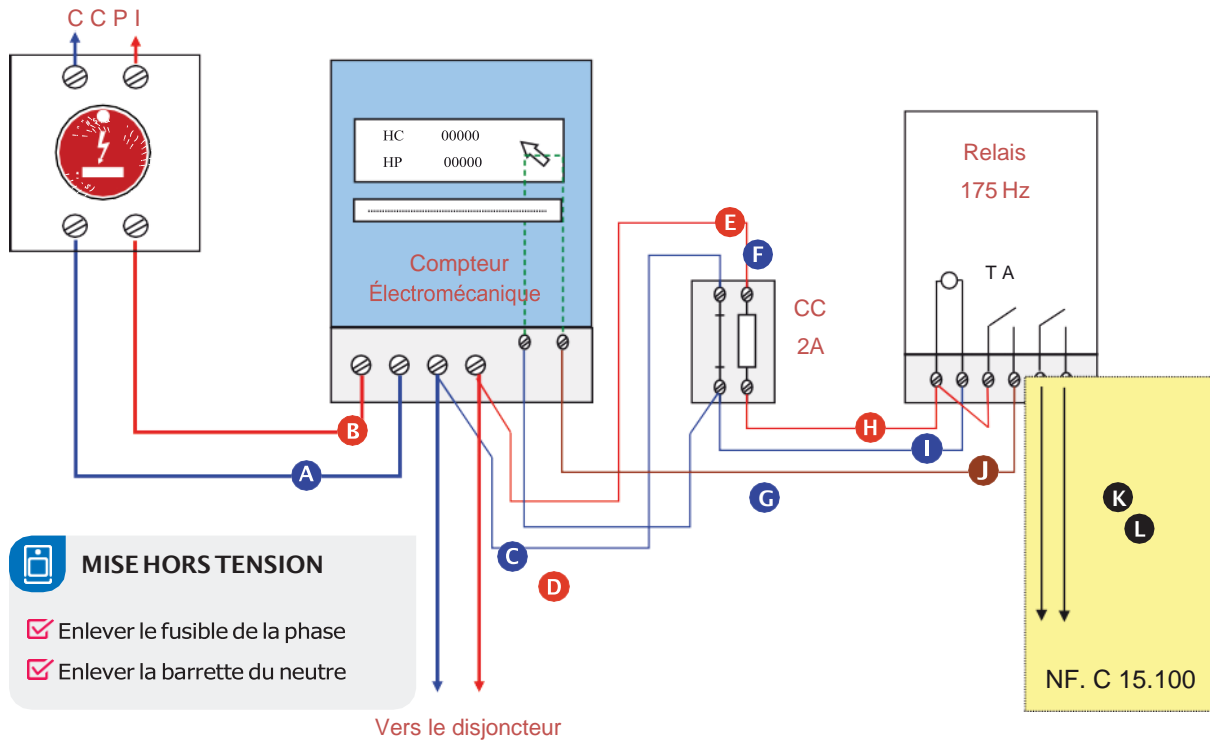 C C P I
HC 00000
HP 00000
Compteur
Électromécanique
E
F
CC
2A
Relais
175 Hz
T A
B
A
H
I
J
G
K
L
C
D
MISE HORS TENSION
Enlever le fusible de la phase
Enlever la barrette du neutre
Vers le disjoncteur
NF. C 15.100